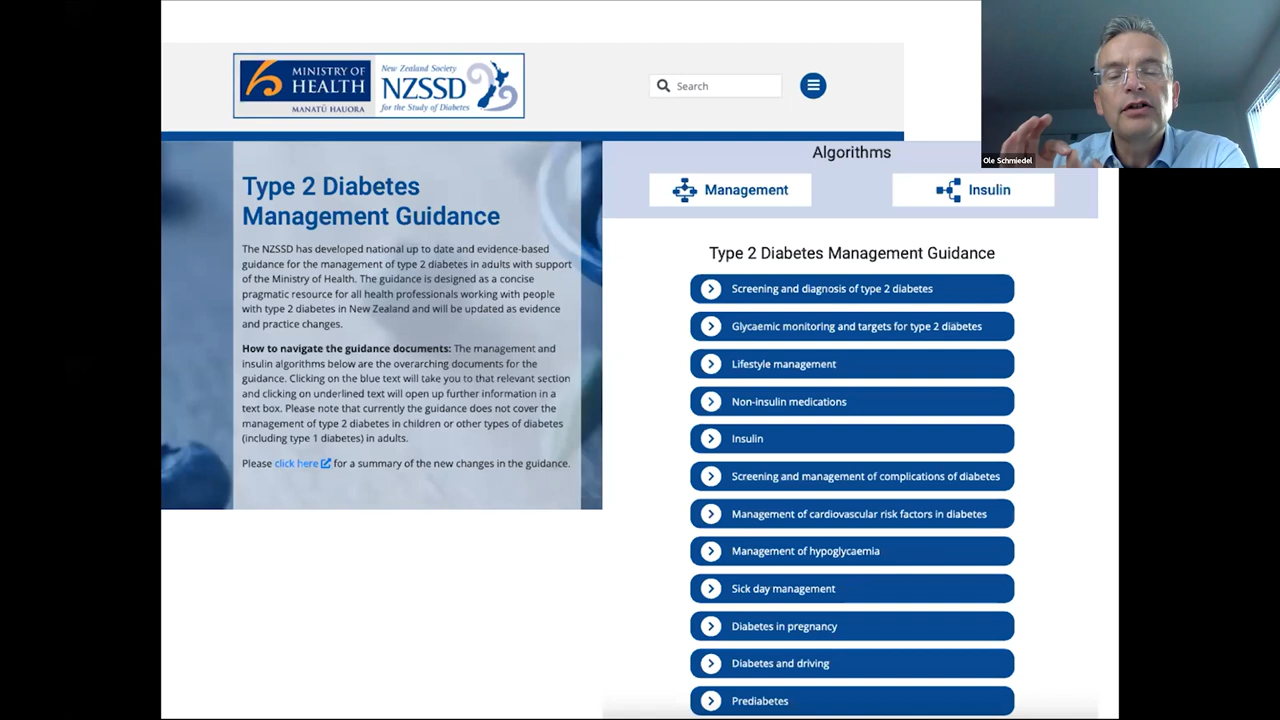 MINISTRY OF
HEALTH
MANATŪ HAUORA
New Zealand Society
NZSSD
for the Study of Diabetes
Search
Ole Schmiedel
Type 2 Diabetes
Management Guidance
The NZSSD has developed national up to date and evidence-based
guidance for the management of type 2 diabetes in adults with support
of the Ministry of Health. The guidance is designed as a concise
pragmatic resource for all health professionals working with people
with type 2 diabetes in New Zealand and will be updated as evidence
and practice changes.
How to navigate the guidance documents: The management and
insulin algorithms below are the overarching documents for the
guidance. Clicking on the blue text will take you to that relevant section
and clicking on underlined text will open up further information in a
text box. Please note that currently the guidance does not cover the
management of type 2 diabetes in children or other types of diabetes
(including type 1 diabetes) in adults.
Please click here for a summary of the new changes in the guidance.
Algorithms
Management
Insulin
Type 2 Diabetes Management Guidance
Screening and diagnosis of type 2 diabetes
Glycaemic monitoring and targets for type 2 diabetes
Lifestyle management
Non-insulin medications
Insulin
Screening and management of complications of diabetes
Management of cardiovascular risk factors in diabetes
Management of hypoglycaemia
Sick day management
Diabetes in pregnancy
Diabetes and driving
Prediabetes